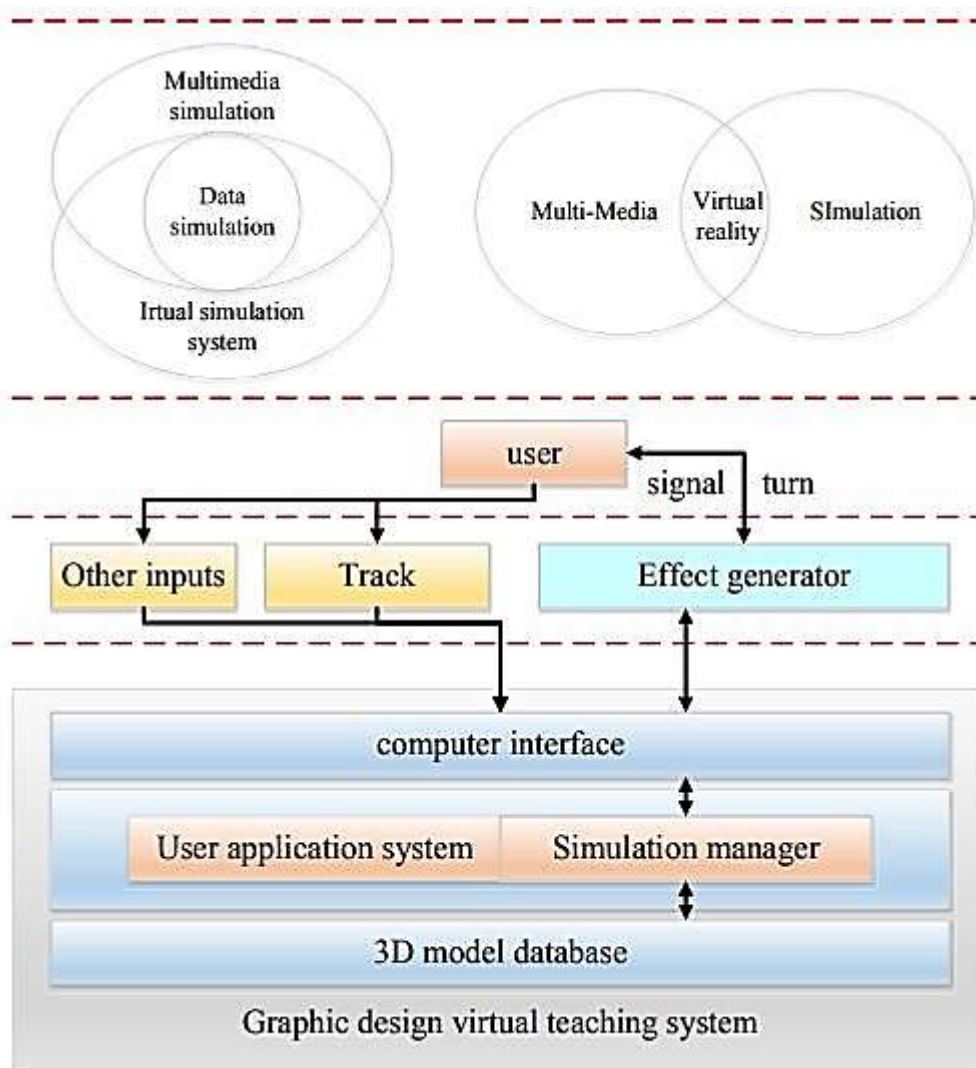 Multimedia
simulation
Data
simulation
Irtual simulation
system
Multi-Media
Virtual
reality
SImulation
user
signal
turn
Other inputs
Track
Effect generator
computer interface
User application system
Simulation manager
3D model database
Graphic design virtual teaching system